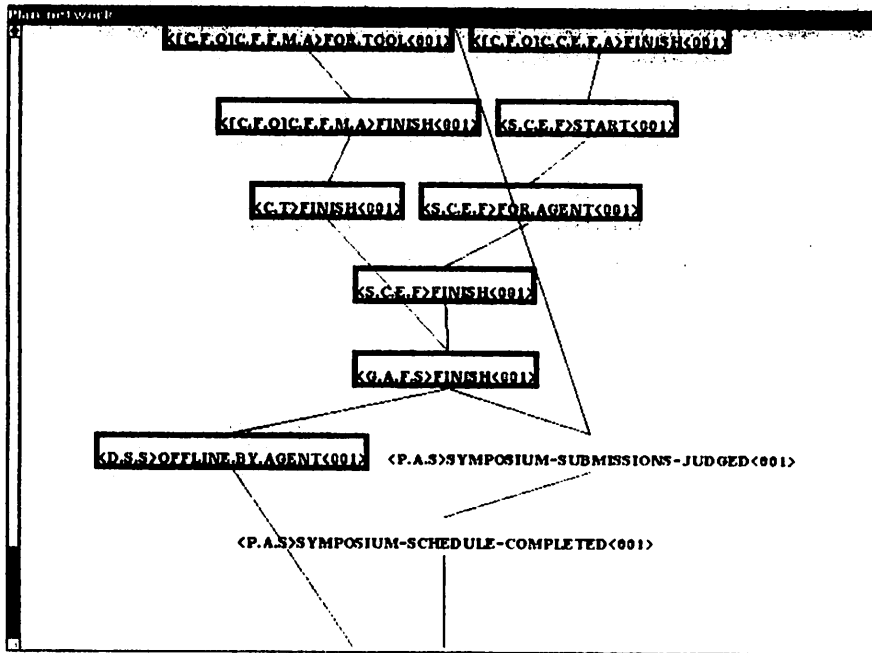 Plan network
<[C.F.O]C.F.F.M.A>FOR.TOOL<001> <[C.F.O]C.C.E.F.A>FINISH<001>
<[C.F.O]C.F.F.M.A>FINISH<001> <S.C.E.F>START<001>
<C.T>FINISH<001> <S.C.E.F>FOR.AGENT<001>
<S.C.E.F>FINISH<001>
<G.A.F.S>FINISH<001>
<D.S.S>OFFLINE.BY.AGENT<001> <P.A.S>SYMPOSIUM-SUBMISSIONS-JUDGED<001>
<P.A.S>SYMPOSIUM-SCHEDULE-COMPLETED<001>